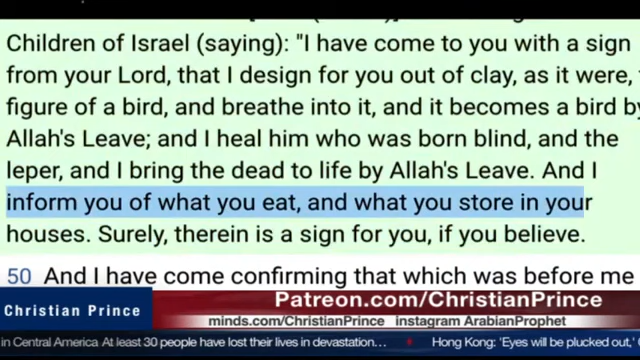 Children of Israel (saying): "I have come to you with a sign
from your Lord, that I design for you out of clay, as it were,
figure of a bird, and breathe into it, and it becomes a bird by
Allah's Leave; and I heal him who was born blind, and the
leper, and I bring the dead to life by Allah's Leave. And I
inform you of what you eat, and what you store in your
houses. Surely, therein is a sign for you, if you believe.
50 And I have come confirming that which was before me
Christian Prince
Patreon.com/ChristianPrince
minds.com/ChristianPrince instagram ArabianProphet
in Central America At least 30 people have lost their lives in devastation... Hong Kong: 'Eyes will be plucked out,'